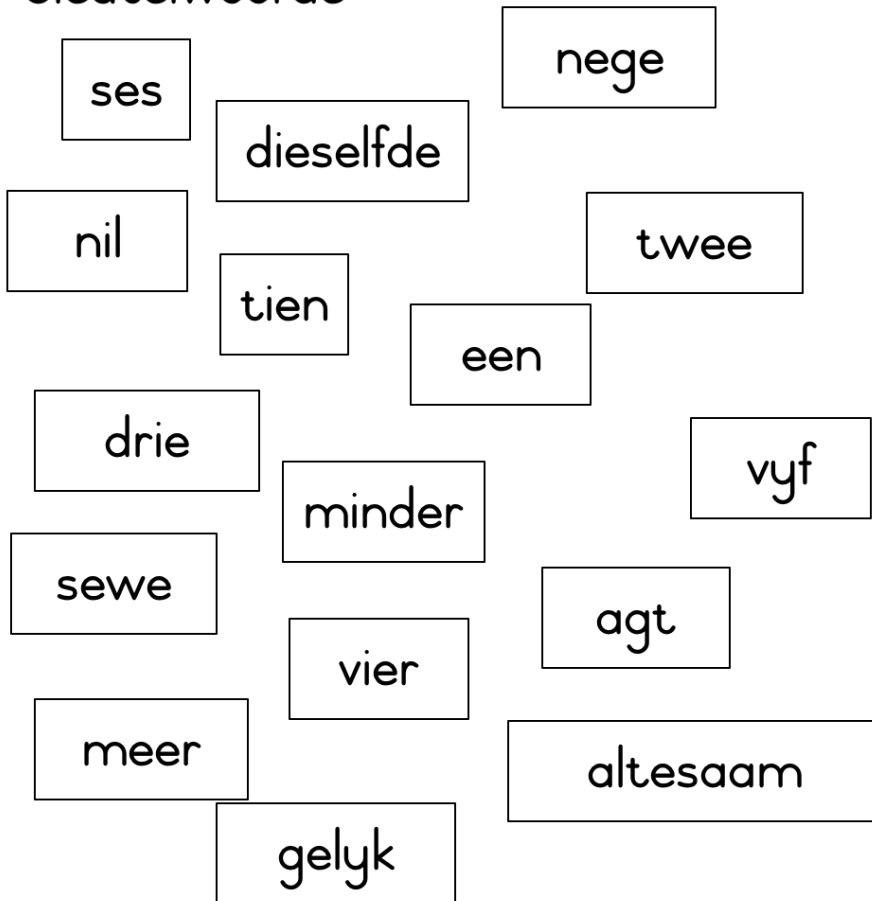 ses
nege
dieselfde
nil
twee
tien
een
drie
vyf
minder
sewe
agt
vier
meer
altesaam
gelyk